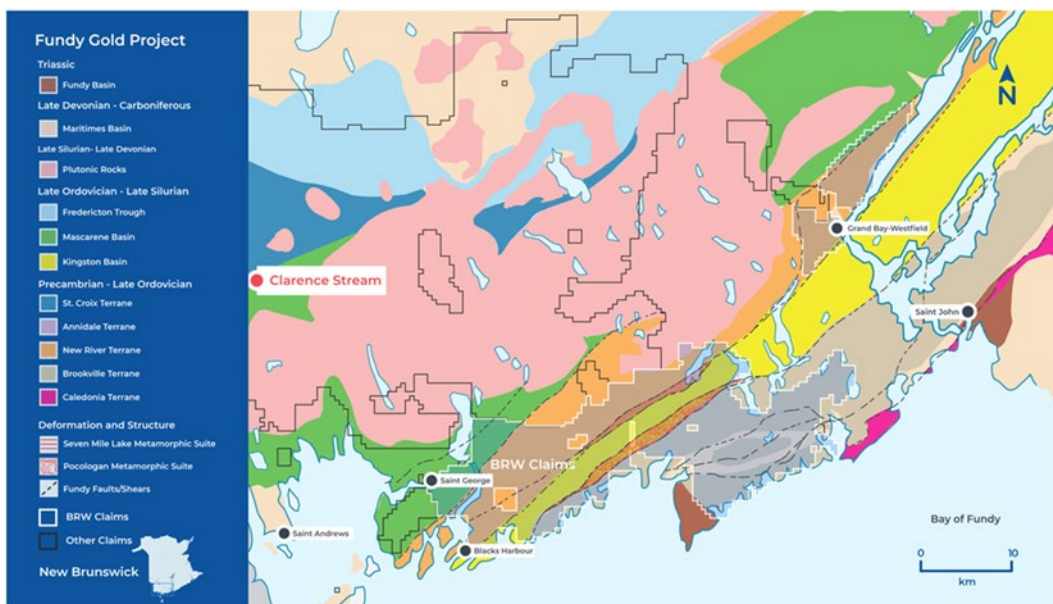 Fundy Gold Project
Triassic
Fundy Basin
Late Devonian - Carboniferous
Maritimes Basin
Late Silurian- Late Devonian
Plutonic Rocks
Late Ordovician - Late Silurian
Fredericton Trough
Mascarene Basin
Kingston Basin
Precambrian - Late Ordovician
St. Croix Terrane
Annidale Terrane
New River Terrane
Brookville Terrane
Caledonia Terrane
Deformation and Structure
Seven Mile Lake Metamorphic Suite
Pocologan Metamorphic Suite
Fundy Faults/Shears
BRW Claims
Other Claims
New Brunswick
N
Grand Bay-Westfield
Clarence Stream
Saint John
BRW Claims
Saint George
Saint Andrews
Blacks Harbour
Bay of Fundy
0 10
km